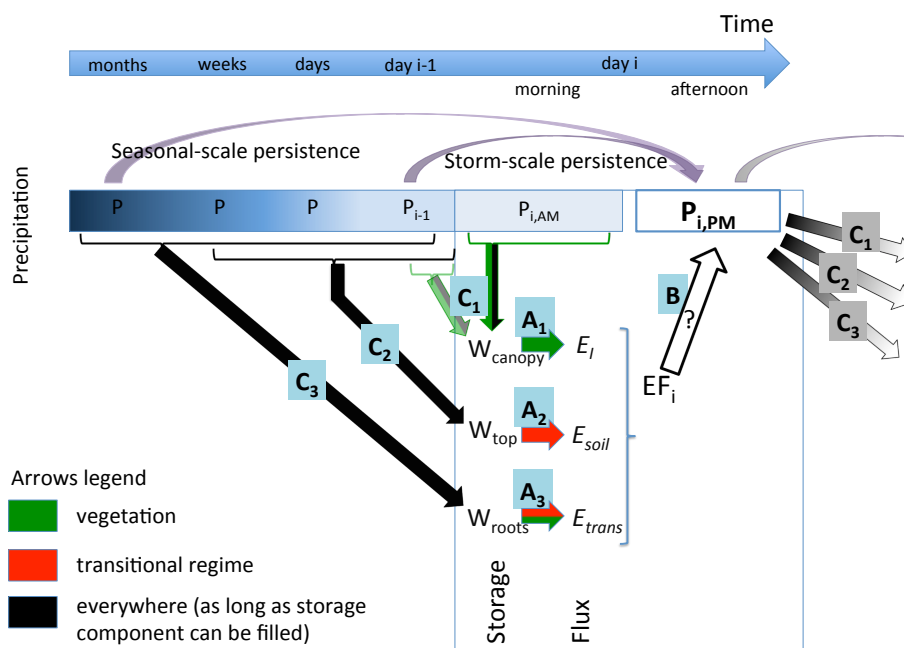 Time
months weeks days day i-1 day i
morning afternoon
Seasonal-scale persistence
Storm-scale persistence
Precipitation
P P P Pi-1 Pi,AM Pi,PM
C1
C2
C3
B
?
C1
C2
C3
Wcanopy A1 EI
Wtop A2 Esoil
Wroots A3 Etrans
EFi
Arrows legend
vegetation
transitional regime
everywhere (as long as storage
component can be filled)
Storage
Flux